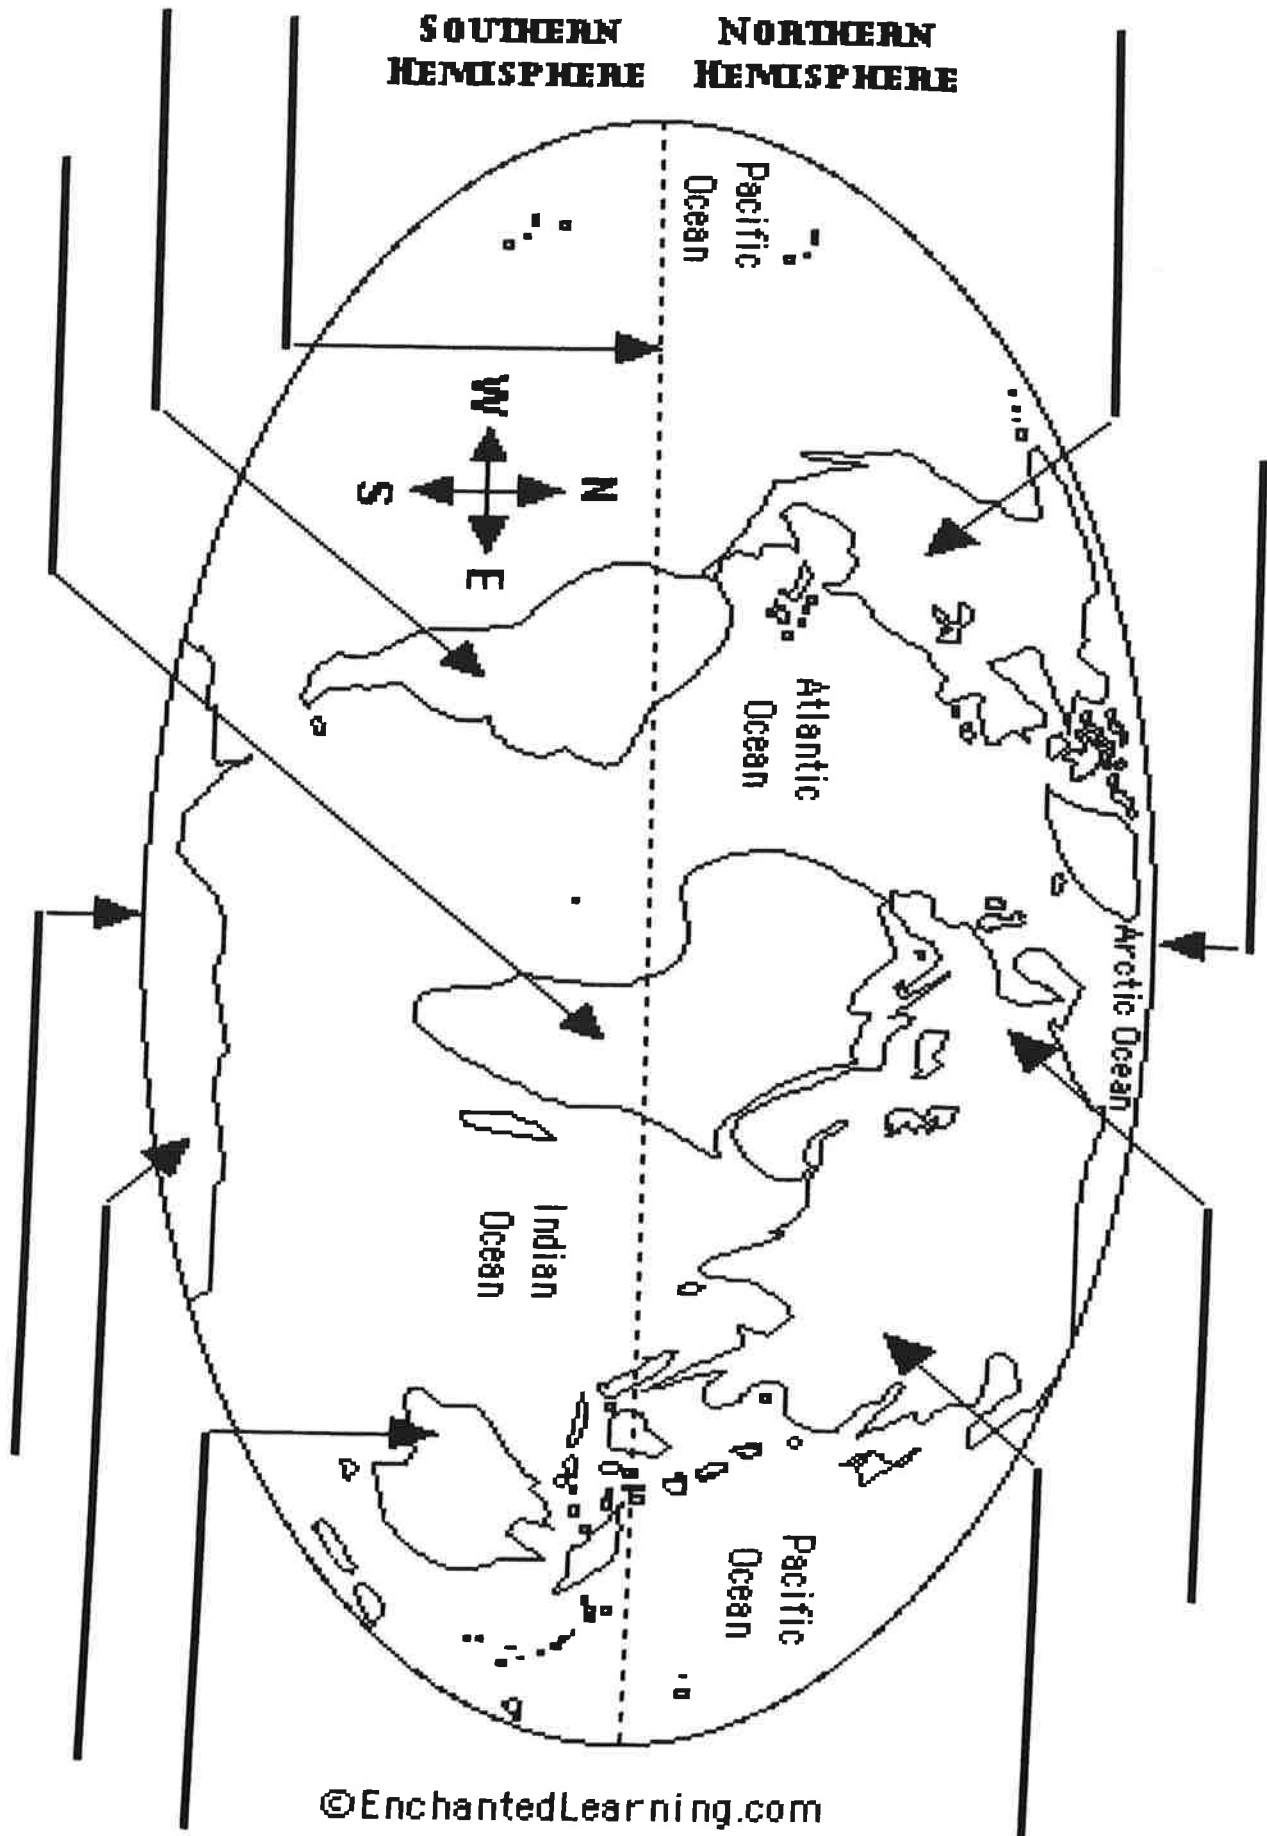 SOUTHERN
HEMISPHERE
NORTHERN
HEMISPHERE
Pacific
Ocean
W
N
S
E
Atlantic
Ocean
Arctic Ocean
Indian
Ocean
Pacific
Ocean
©EnchantedLearning.com